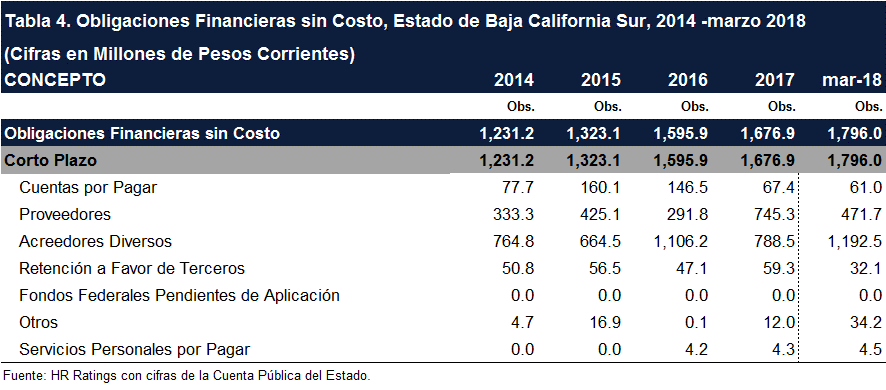 Tabla 4. Obligaciones Financieras sin Costo, Estado de Baja California Sur, 2014 -marzo 2018
(Cifras en Millones de Pesos Corrientes)
CONCEPTO 2014 2015 2016 2017 mar-18
Obs. Obs. Obs. Obs. Obs.
Obligaciones Financieras sin Costo 1,231.2 1,323.1 1,595.9 1,676.9 1,796.0
Corto Plazo 1,231.2 1,323.1 1,595.9 1,676.9 1,796.0
Cuentas por Pagar 77.7 160.1 146.5 67.4 61.0
Proveedores 333.3 425.1 291.8 745.3 471.7
Acreedores Diversos 764.8 664.5 1,106.2 788.5 1,192.5
Retención a Favor de Terceros 50.8 56.5 47.1 59.3 32.1
Fondos Federales Pendientes de Aplicación 0.0 0.0 0.0 0.0 0.0
Otros 4.7 16.9 0.1 12.0 34.2
Servicios Personales por Pagar 0.0 0.0 4.2 4.3 4.5
Fuente: HR Ratings con cifras de la Cuenta Pública del Estado.